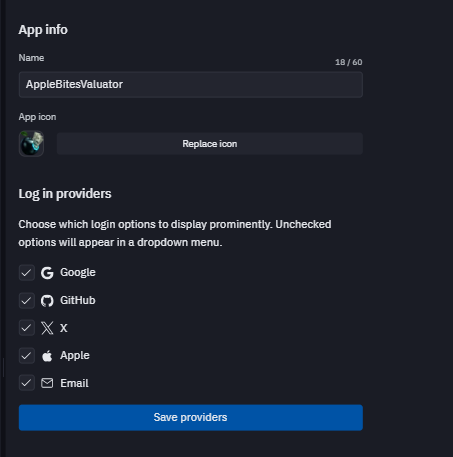 App info
Name
18 / 60
AppleBitesValuator
App icon
Replace icon
Log in providers
Choose which login options to display prominently. Unchecked
options will appear in a dropdown menu.
Google
GitHub
X
Apple
Email
Save providers